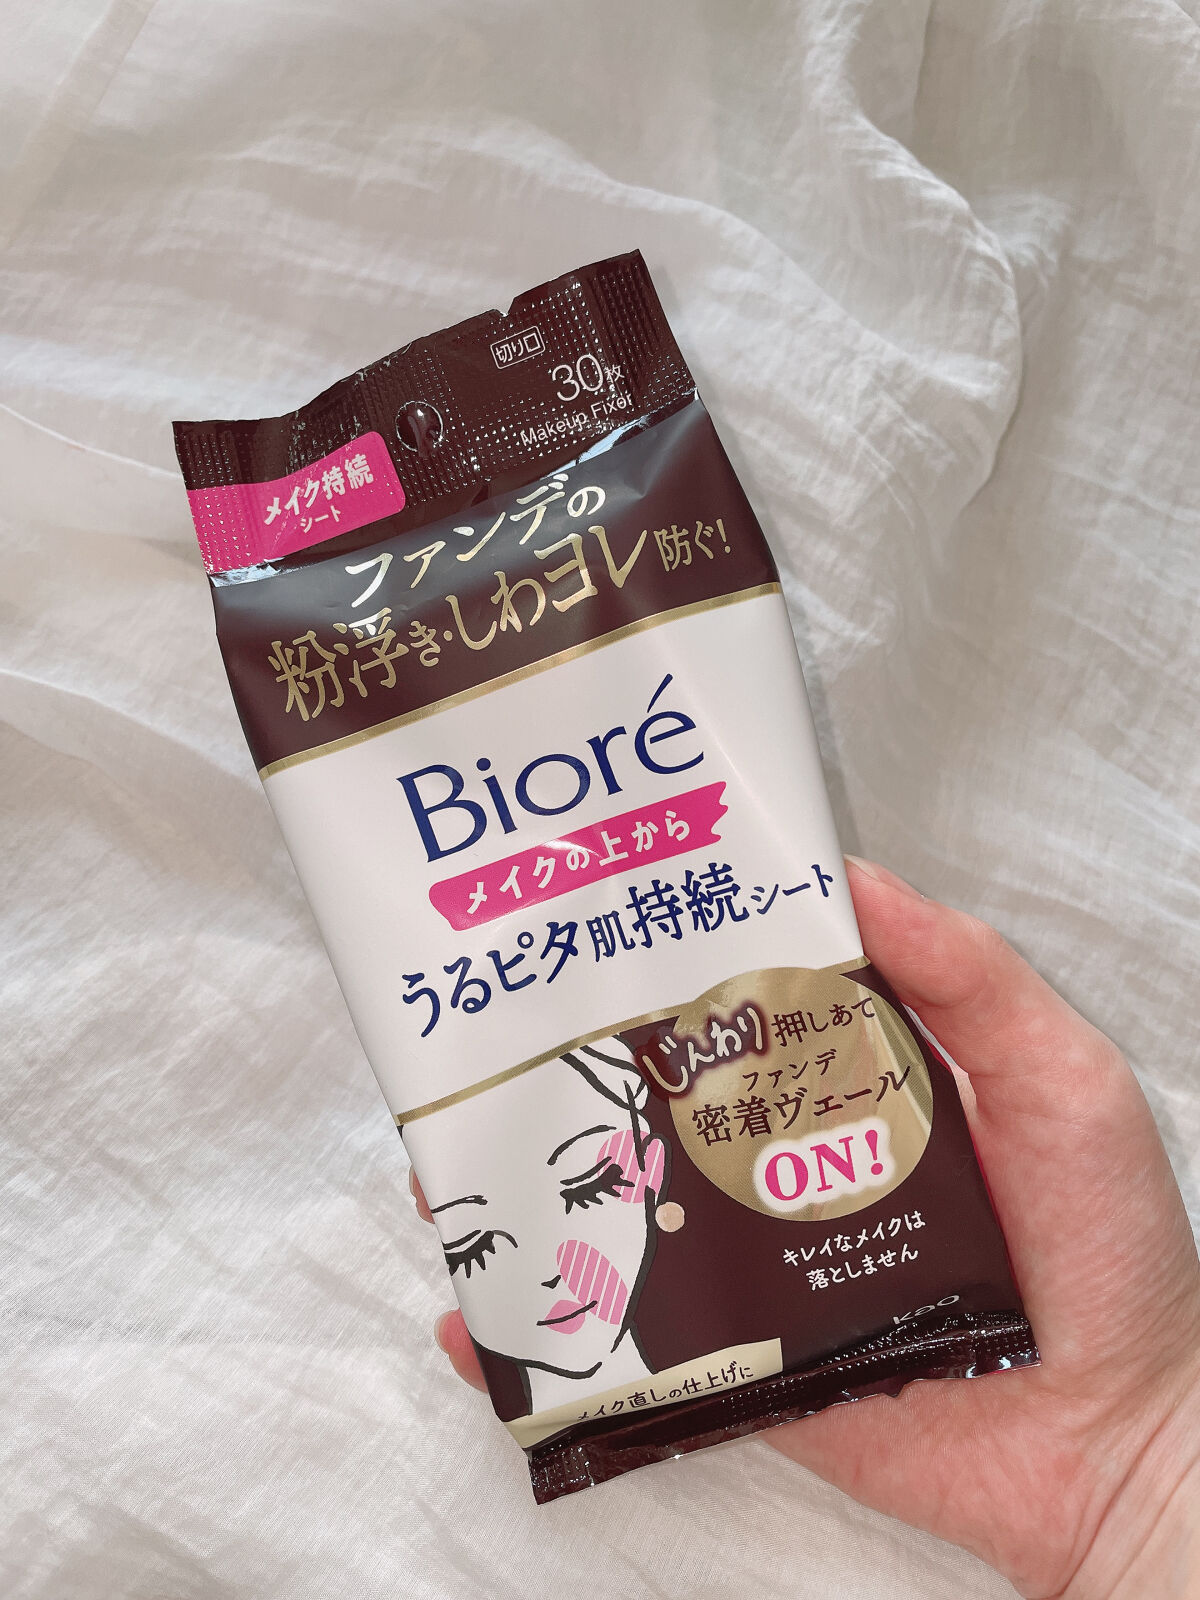 切り口
30枚
Makeup Fixer
メイク持続
シート
ファンデの
粉浮き・しわヨレ防ぐ!
Bioré
メイクの上から
うるピタ肌持続シート
じんわり押しあて
ファンデ
密着ヴェール
ON!
キレイなメイクは
落としません
kao
メイク直しの仕上げに